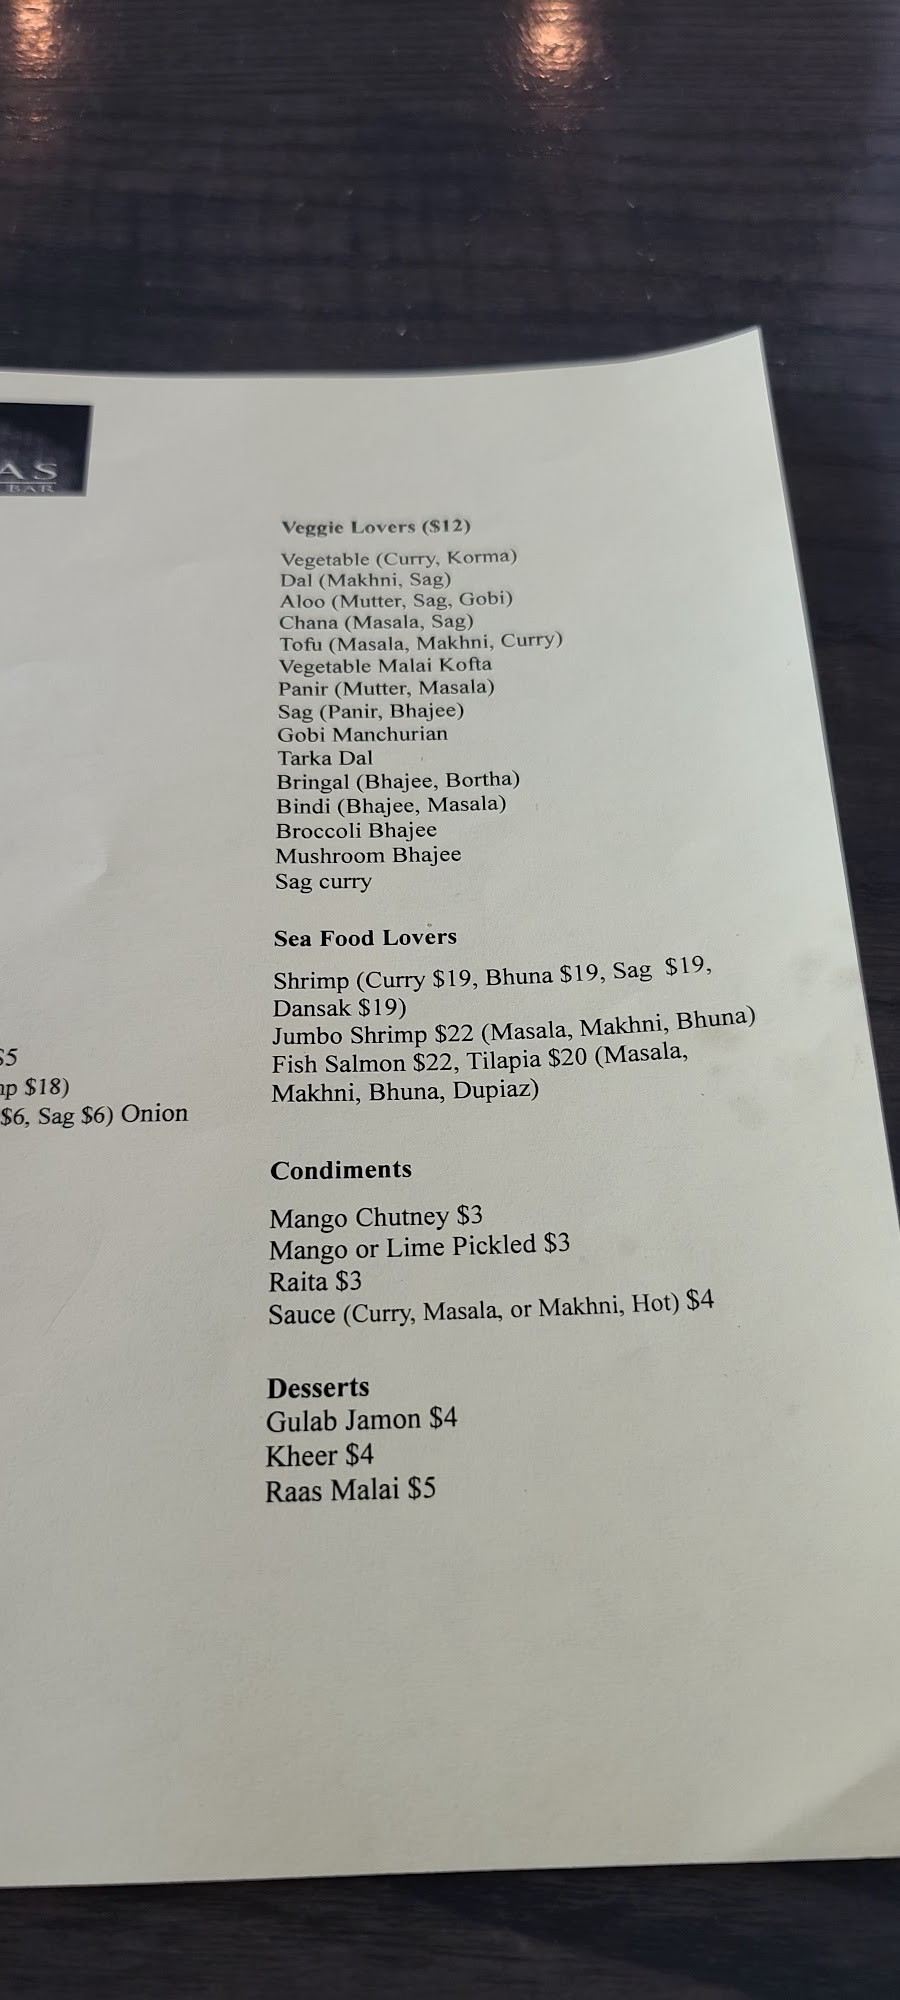 AS
BAR
Veggie Lovers ($12)
Vegetable (Curry, Korma)
Dal (Makhni, Sag)
Aloo (Mutter, Sag, Gobi)
Chana (Masala, Sag)
Tofu (Masala, Makhni, Curry)
Vegetable Malai Kofta
Panir (Mutter, Masala)
Sag (Panir, Bhajee)
Gobi Manchurian
Tarka Dal
Bringal (Bhajee, Bortha)
Bindi (Bhajee, Masala)
Broccoli Bhajee
Mushroom Bhajee
Sag curry
Sea Food Lovers
Shrimp (Curry $19, Bhuna $19, Sag $19,
Dansak $19)
Jumbo Shrimp $22 (Masala, Makhni, Bhuna)
Fish Salmon $22, Tilapia $20 (Masala,
Makhni, Bhuna, Dupiaz)
$5
$18)
$6, Sag $6) Onion
Condiments
Mango Chutney $3
Mango or Lime Pickled $3
Raita $3
Sauce (Curry, Masala, or Makhni, Hot) $4
Desserts
Gulab Jamon $4
Kheer $4
Raas Malai $5